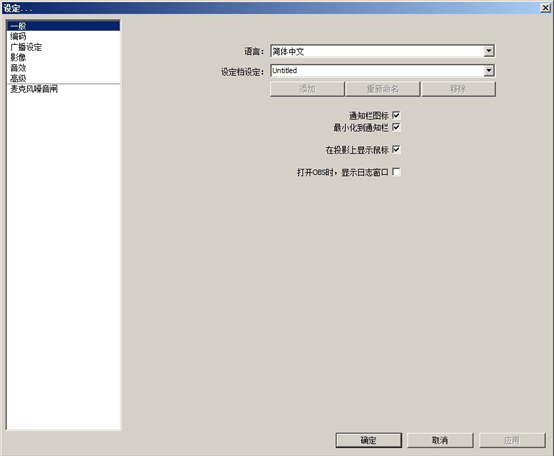 设定...
一般
编码
广播设定
影像
音效
高级
麦克风噪音闸
语言: 简体中文
设定档设定: Untitled
添加 重新命名 移除
通知栏图标
最小化到通知栏
在投影上显示鼠标
打开OBS时, 显示日志窗口
确定 取消 应用